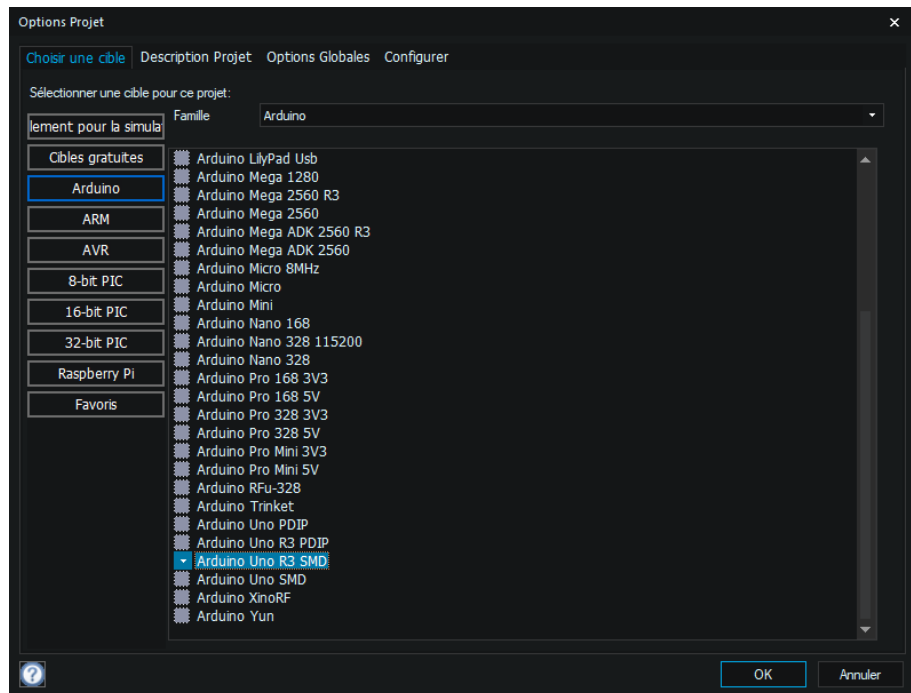 Options Projet
Choisir une cible Description Projet Options Globales Configurer
Sélectionner une cible pour ce projet:
Famille Arduino
lement pour la simula
Cibles gratuites
Arduino
ARM
AVR
8-bit PIC
16-bit PIC
32-bit PIC
Raspberry Pi
Favoris
Arduino LilyPad Usb
Arduino Mega 1280
Arduino Mega 2560 R3
Arduino Mega 2560
Arduino Mega ADK 2560 R3
Arduino Mega ADK 2560
Arduino Micro 8MHz
Arduino Micro
Arduino Mini
Arduino Nano 168
Arduino Nano 328 115200
Arduino Nano 328
Arduino Pro 168 3V3
Arduino Pro 168 5V
Arduino Pro 328 3V3
Arduino Pro 328 5V
Arduino Pro Mini 3V3
Arduino Pro Mini 5V
Arduino RFu-328
Arduino Trinket
Arduino Uno PDIP
Arduino Uno R3 PDIP
Arduino Uno R3 SMD
Arduino Uno SMD
Arduino XinoRF
Arduino Yun
? OK Annuler